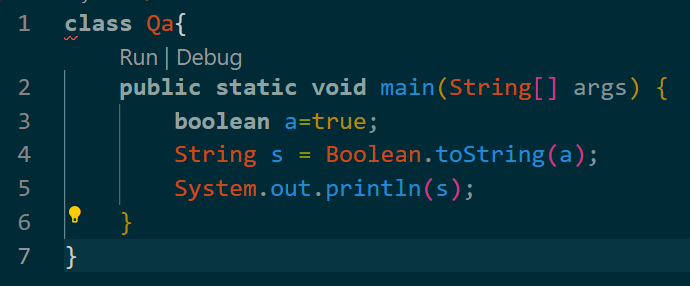 1 class Qa{
Run | Debug
2 public static void main(String[] args) {
3 boolean a=true;
4 String s = Boolean.toString(a);
5 System.out.println(s);
6 }
7 }